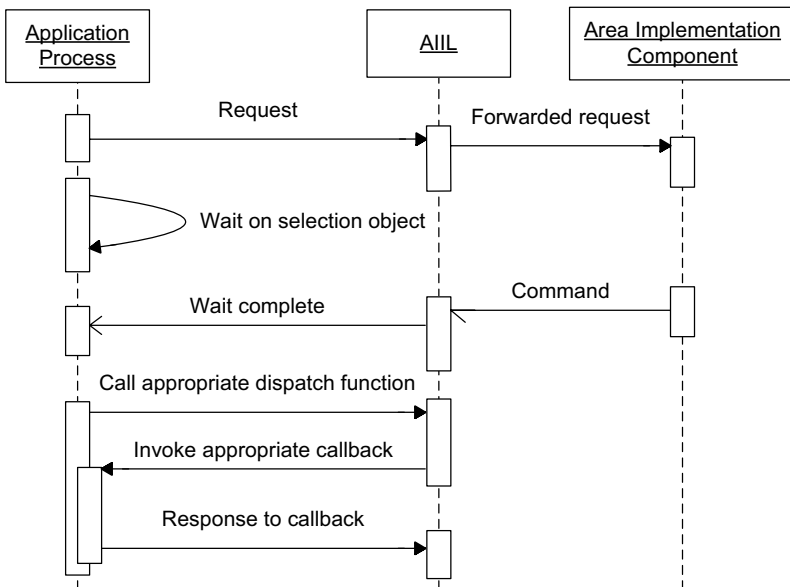 Application
Process
AIIL
Area Implementation
Component
Request
Forwarded request
Wait on selection object
Command
Wait complete
Call appropriate dispatch function
Invoke appropriate callback
Response to callback